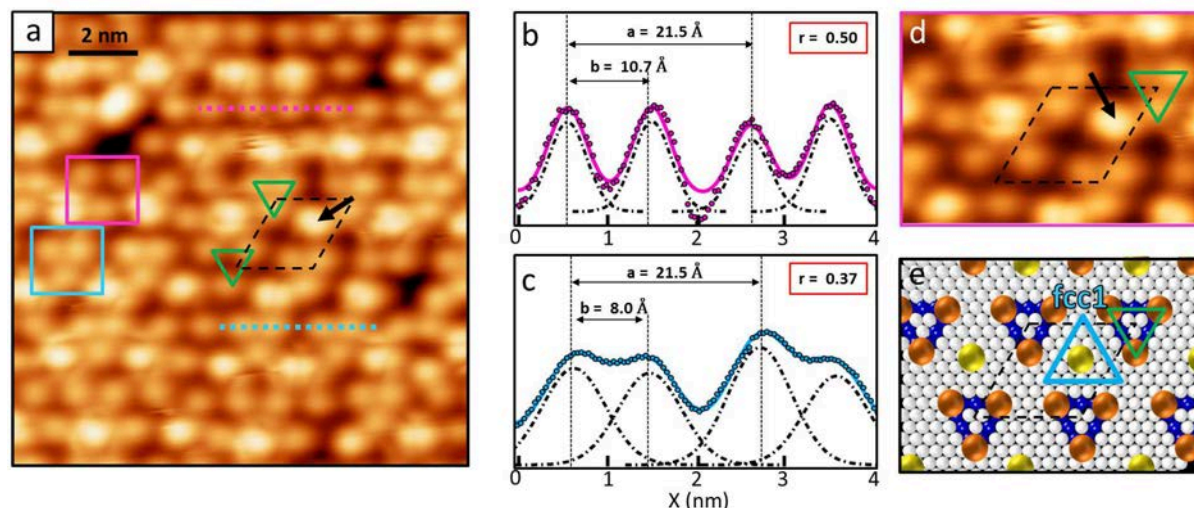 a
2 nm
b
a = 21.5 Å
r = 0.50
b = 10.7 Å
0 1 2 3 4
c
a = 21.5 Å
r = 0.37
b = 8.0 Å
0 1 2 3 4
X (nm)
d
e
fcc1